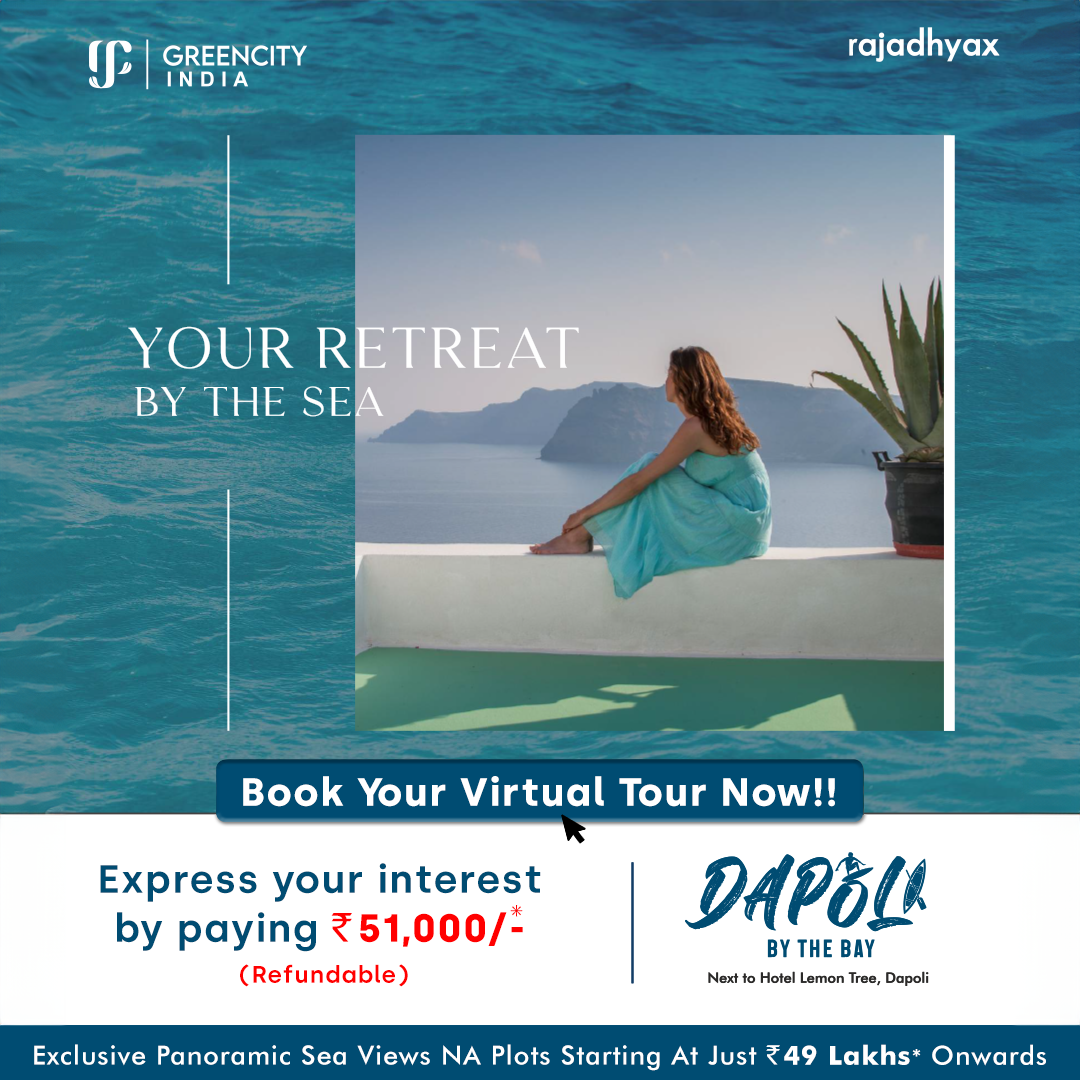 GREENCITY
INDIA
rajadhyax
YOUR RETREAT
BY THE SEA
Book Your Virtual Tour Now!!
Express your interest
by paying ₹51,000/-*
(Refundable)
DAPOLI
BY THE BAY
Next to Hotel Lemon Tree, Dapoli
Exclusive Panoramic Sea Views NA Plots Starting At Just ₹49 Lakhs* Onwards